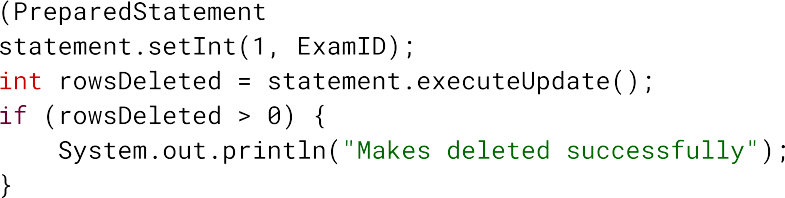 (PreparedStatement
statement.setInt(1, ExamID);
int rowsDeleted = statement.executeUpdate();
if (rowsDeleted > 0) {
    System.out.println("Makes deleted successfully");
}